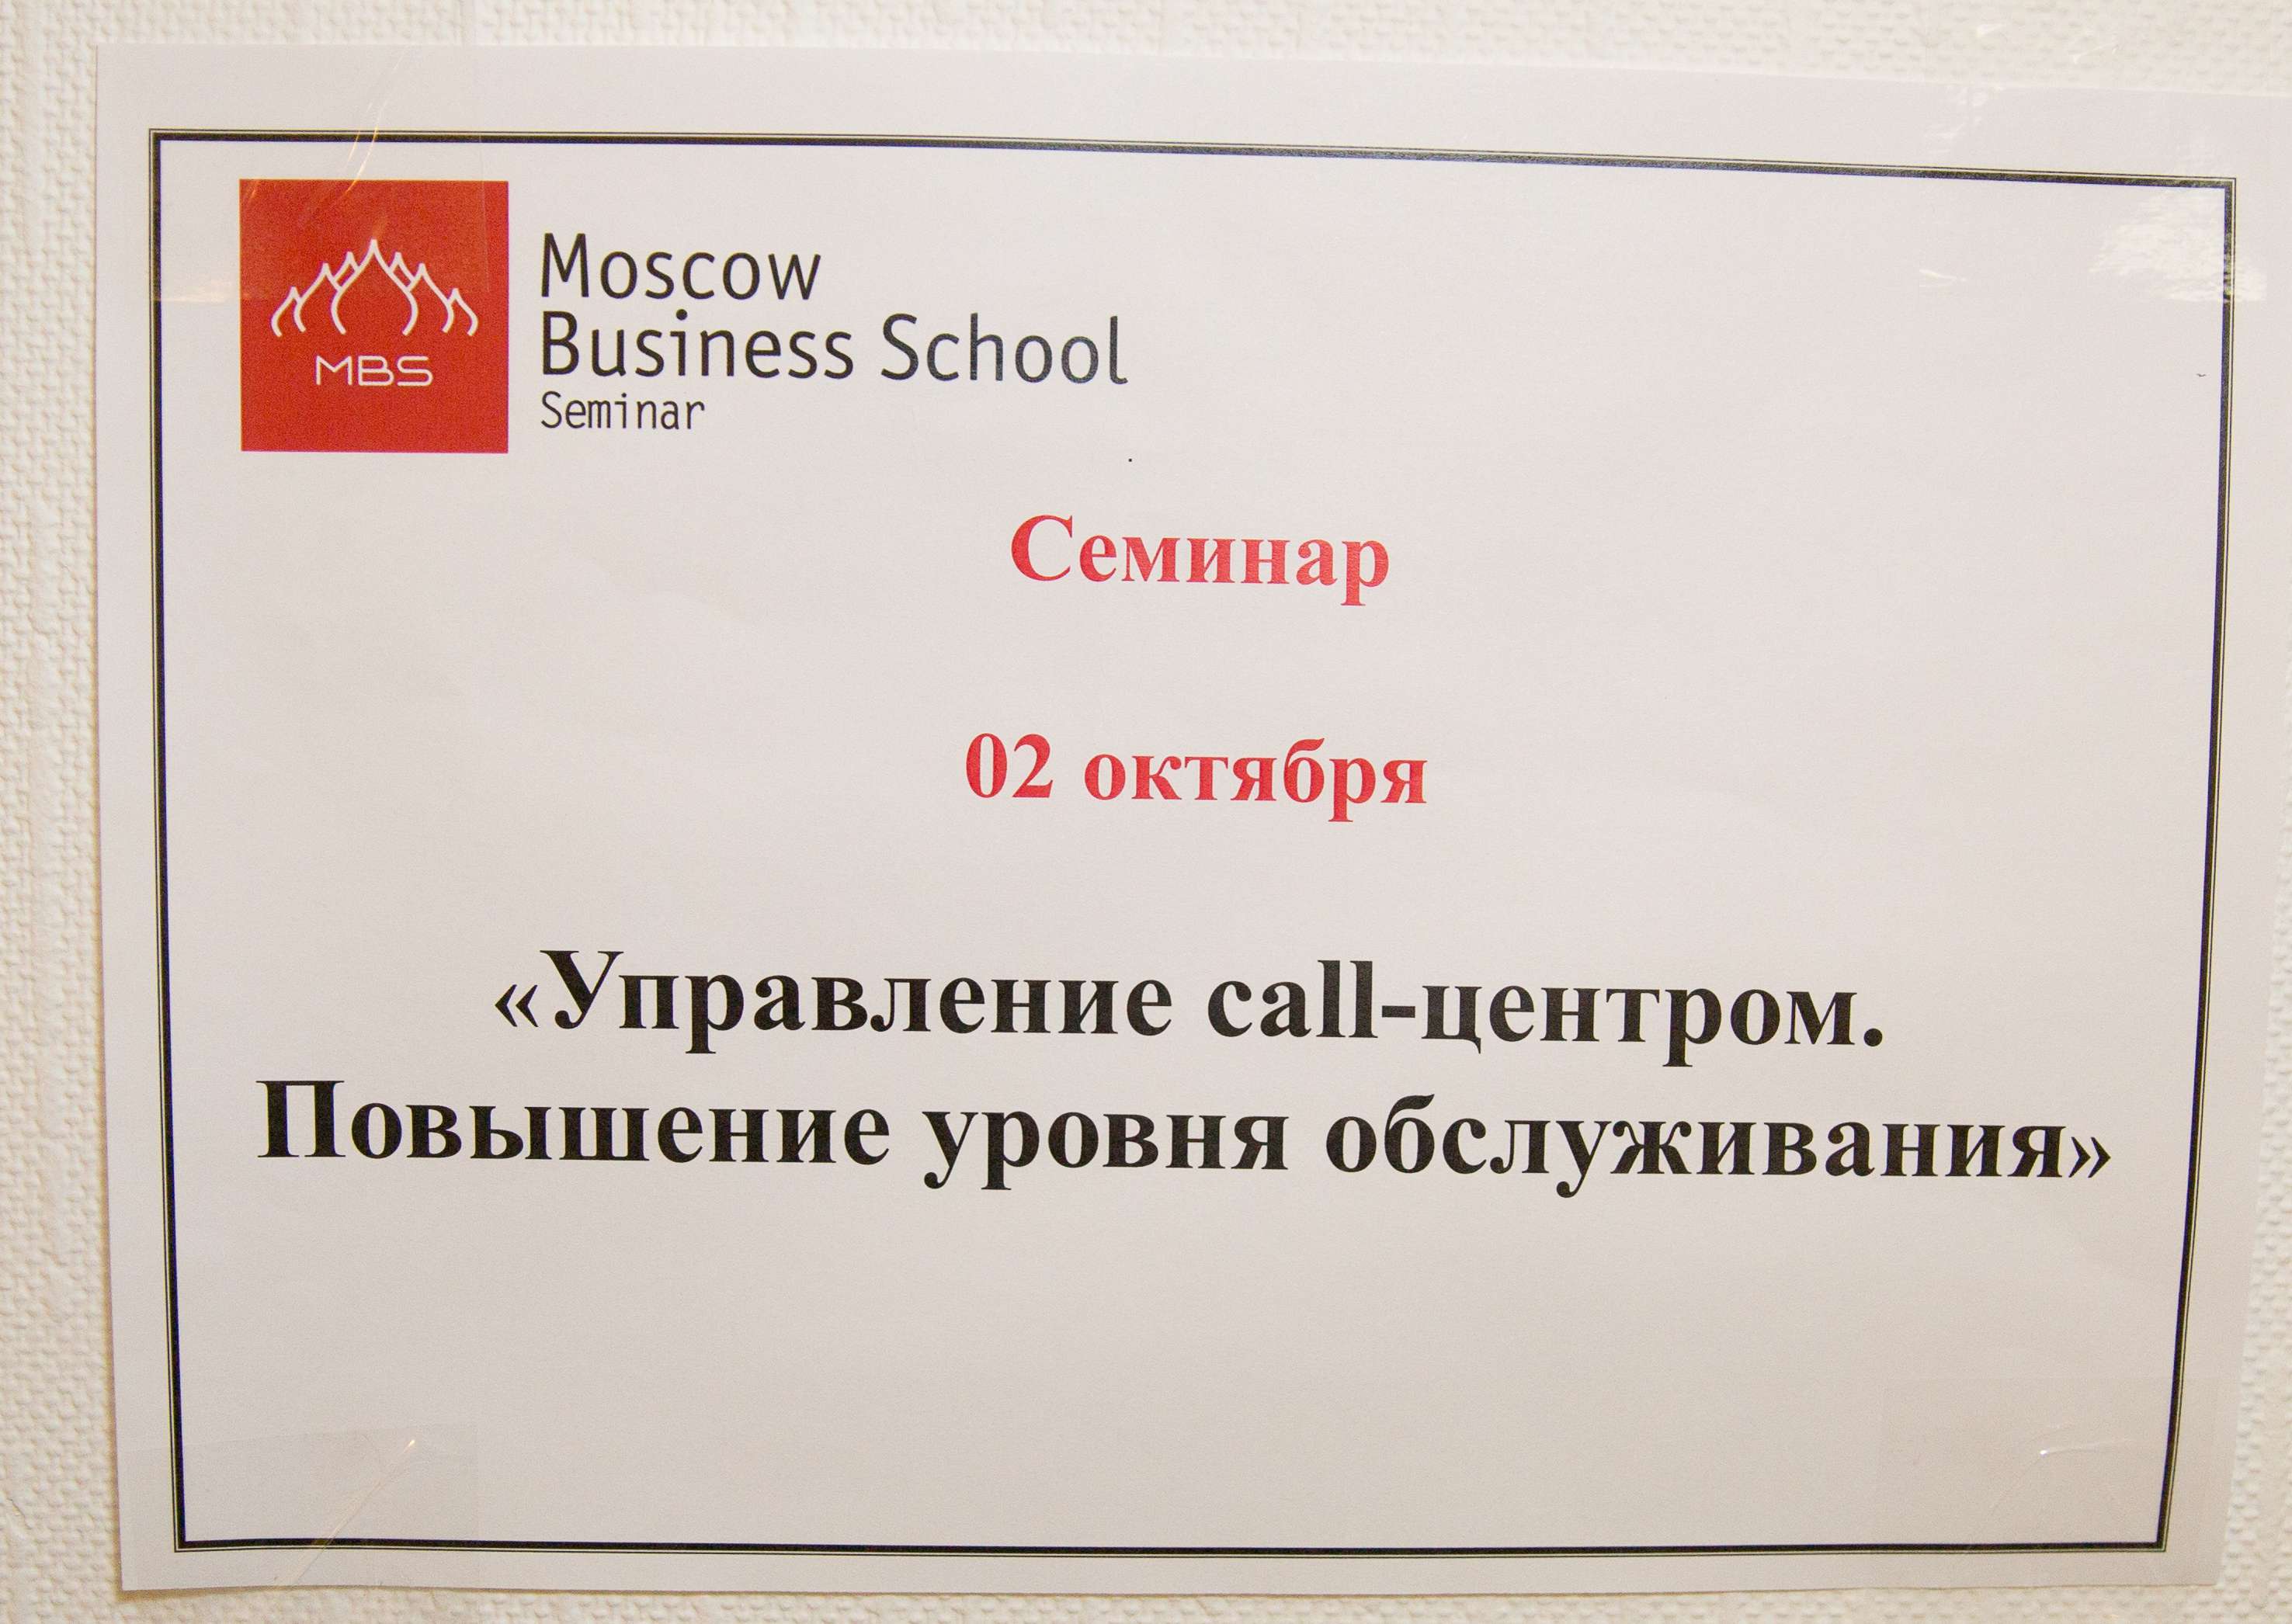 MBS
Moscow
Business School
Seminar
Семинар
02 октября
«Управление call-центром.
Повышение уровня обслуживания»